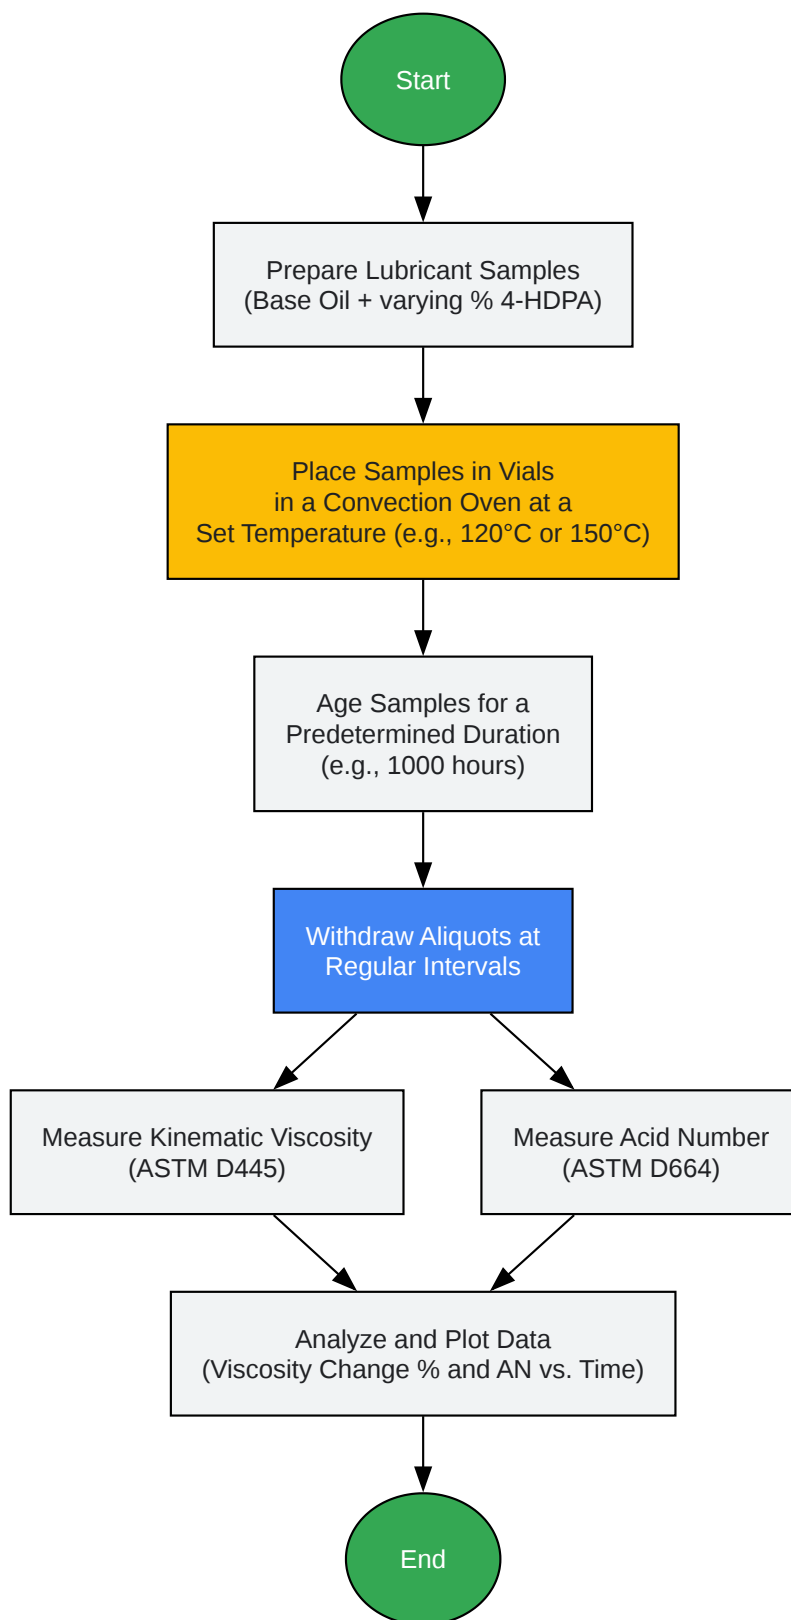 Start
Prepare Lubricant Samples
(Base Oil + varying % 4-HDPA)
Place Samples in Vials
in a Convection Oven at a
Set Temperature (e.g., 120°C or 150°C)
Age Samples for a
Predetermined Duration
(e.g., 1000 hours)
Withdraw Aliquots at
Regular Intervals
Measure Kinematic Viscosity
(ASTM D445)
Measure Acid Number
(ASTM D664)
Analyze and Plot Data
(Viscosity Change % and AN vs. Time)
End